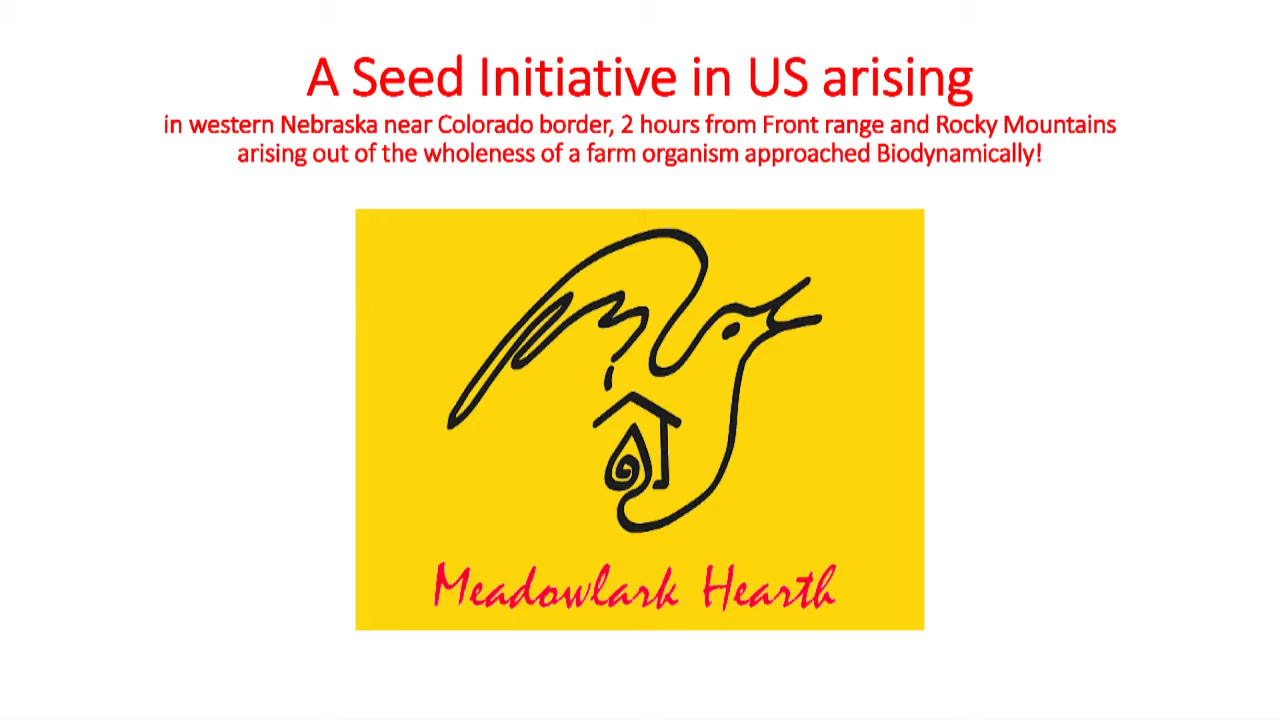 A Seed Initiative in US arising
in western Nebraska near Colorado border, 2 hours from Front range and Rocky Mountains
arising out of the wholeness of a farm organism approached Biodynamically!
Meadowlark Hearth